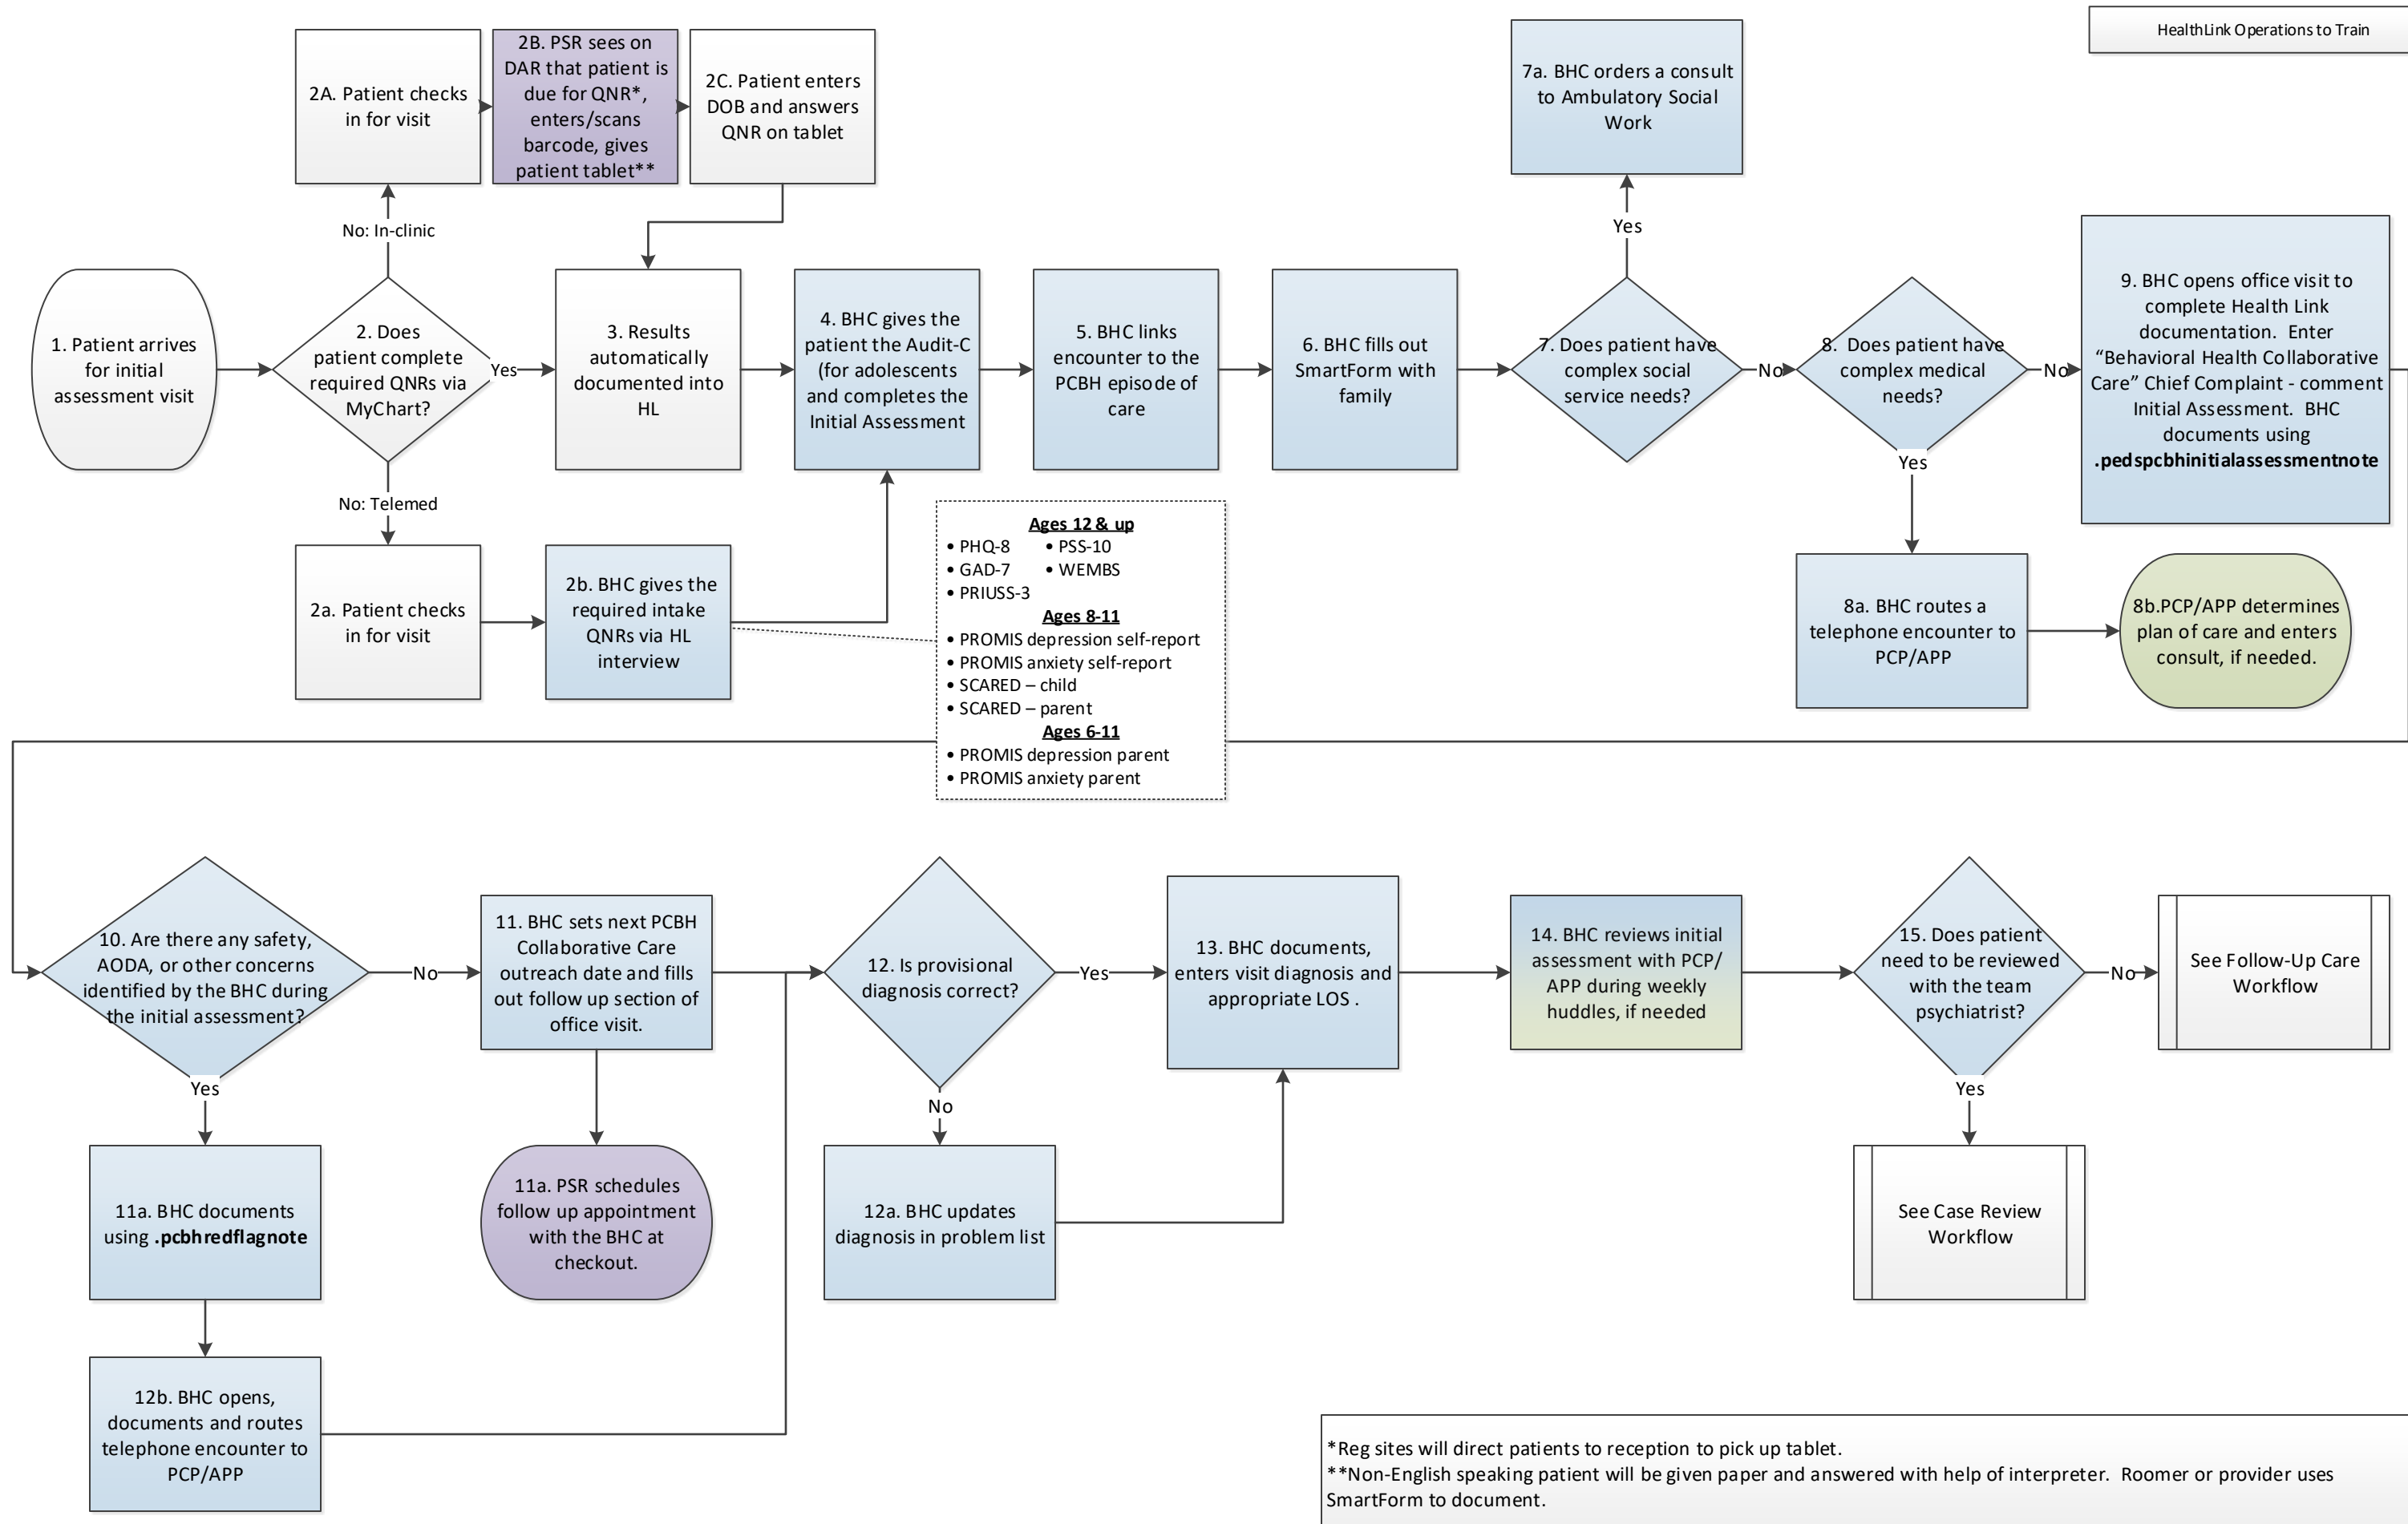 HealthLink Operations to Train
2A. Patient checks
in for visit
2B. PSR sees on
DAR that patient is
due for QNR*,
enters/scans
barcode, gives
patient tablet**
2C. Patient enters
DOB and answers
QNR on tablet
7a. BHC orders a consult
to Ambulatory Social
Work
No: In-clinic
Yes
1. Patient arrives
for initial
assessment visit
2. Does
patient complete
required QNRs via
MyChart?
Yes
3. Results
automatically
documented into
HL
4. BHC gives the
patient the Audit-C
(for adolescents
and completes the
Initial Assessment
5. BHC links
encounter to the
PCBH episode of
care
6. BHC fills out
SmartForm with
family
7. Does patient have
complex social
service needs?
No
8.  Does patient have
complex medical
needs?
No
9. BHC opens office visit to
complete Health Link
documentation.  Enter
“Behavioral Health Collaborative
Care” Chief Complaint - comment
Initial Assessment.  BHC
documents using
.pedspcbhinitialassessmentnote
No: Telemed
Yes
2a. Patient checks
in for visit
2b. BHC gives the
required intake
QNRs via HL
interview
Ages 12 & up
• PHQ-8 • PSS-10
• GAD-7 • WEMBS
• PRIUSS-3
Ages 8-11
• PROMIS depression self-report
• PROMIS anxiety self-report
• SCARED – child
• SCARED – parent
Ages 6-11
• PROMIS depression parent
• PROMIS anxiety parent
8a. BHC routes a
telephone encounter to
PCP/APP
8b.PCP/APP determines
plan of care and enters
consult, if needed.
10. Are there any safety,
AODA, or other concerns
identified by the BHC during
the initial assessment?
No
11. BHC sets next PCBH
Collaborative Care
outreach date and fills
out follow up section of
office visit.
12. Is provisional
diagnosis correct?
Yes
13. BHC documents,
enters visit diagnosis and
appropriate LOS .
14. BHC reviews initial
assessment with PCP/
APP during weekly
huddles, if needed
15. Does patient
need to be reviewed
with the team
psychiatrist?
No
See Follow-Up Care
Workflow
Yes
No
Yes
11a. BHC documents
using .pcbhredflagnote
11a. PSR schedules
follow up appointment
with the BHC at
checkout.
12a. BHC updates
diagnosis in problem list
See Case Review
Workflow
12b. BHC opens,
documents and routes
telephone encounter to
PCP/APP
*Reg sites will direct patients to reception to pick up tablet.
**Non-English speaking patient will be given paper and answered with help of interpreter.  Roomer or provider uses
SmartForm to document.